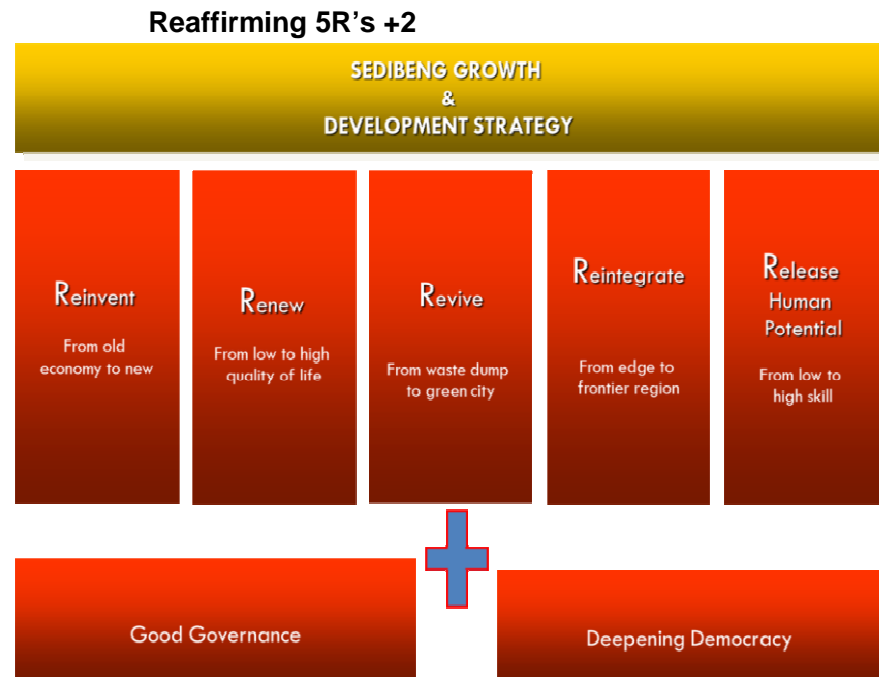 Reaffirming 5R's +2
SEDIBENG GROWTH
&
DEVELOPMENT STRATEGY
Reinvent
From old
economy to new
Renew
From low to high
quality of life
Revive
From waste dump
to green city
Reintegrate
From edge to
frontier region
Release
Human
Potential
From low to
high skill
Good Governance
Deepening Democracy